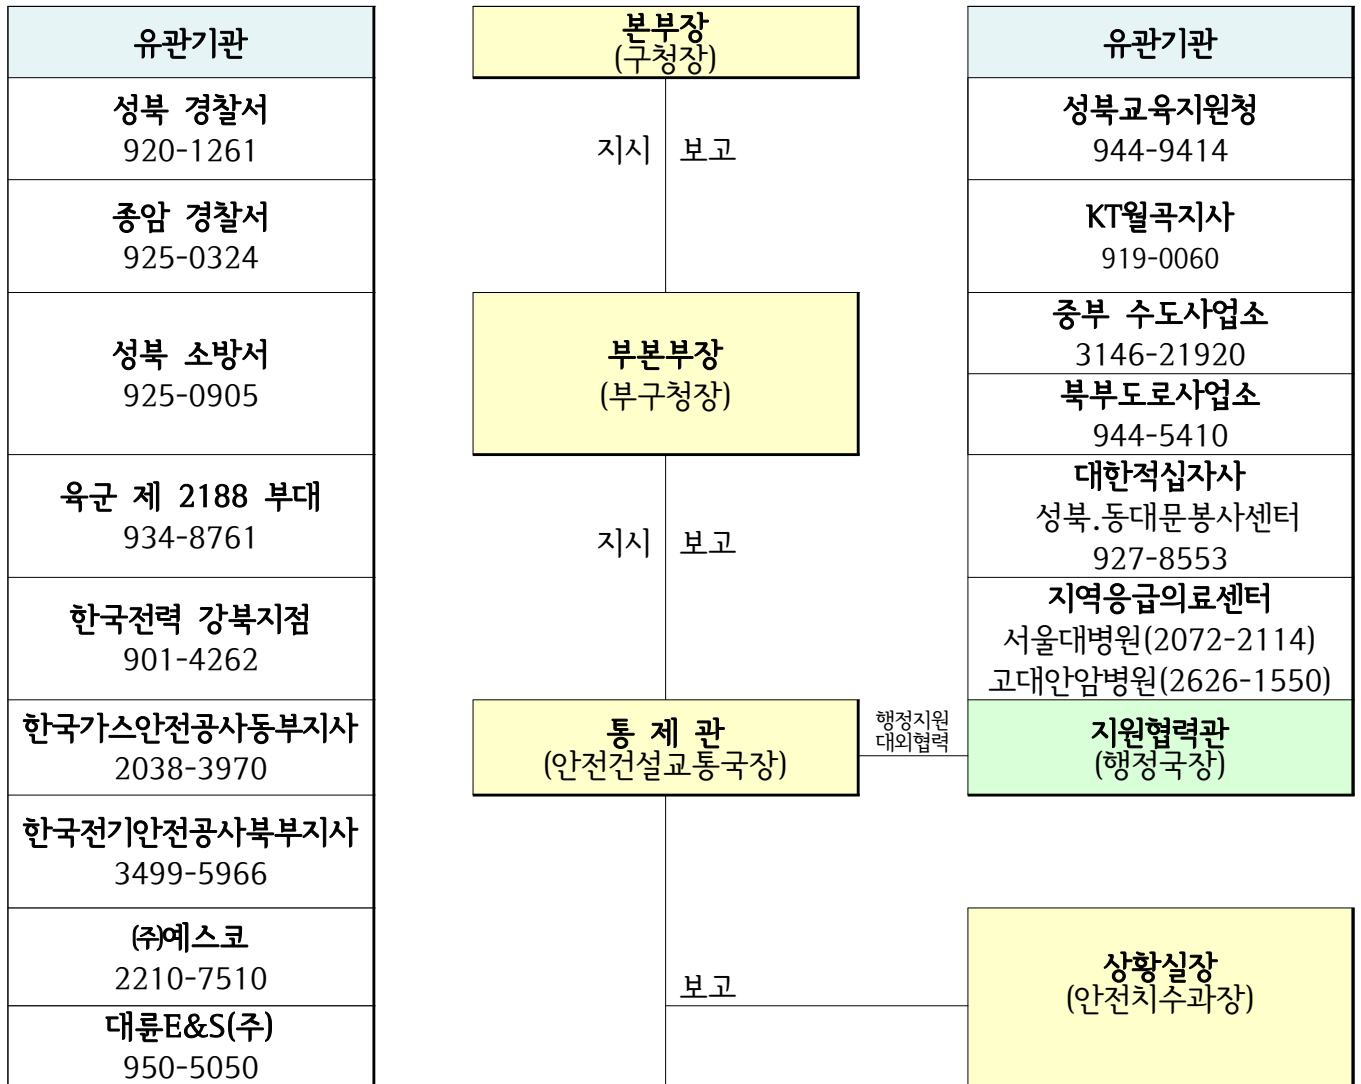 유관기관
성북 경찰서
920-1261
종암 경찰서
925-0324
성북 소방서
925-0905
육군 제 2188 부대
934-8761
한국전력 강북지점
901-4262
한국가스안전공사동부지사
2038-3970
한국전기안전공사북부지사
3499-5966
㈜예스코
2210-7510
대륜E&S(주)
950-5050
본부장
(구청장)
지시 보고
부본부장
(부구청장)
지시 보고
통 제 관
(안전건설교통국장)
행정지원
대외협력
보고
유관기관
성북교육지원청
944-9414
KT월곡지사
919-0060
중부 수도사업소
3146-21920
북부도로사업소
944-5410
대한적십자사
성북.동대문봉사센터
927-8553
지역응급의료센터
서울대병원(2072-2114)
고대안암병원(2626-1550)
지원협력관
(행정국장)
상황실장
(안전치수과장)